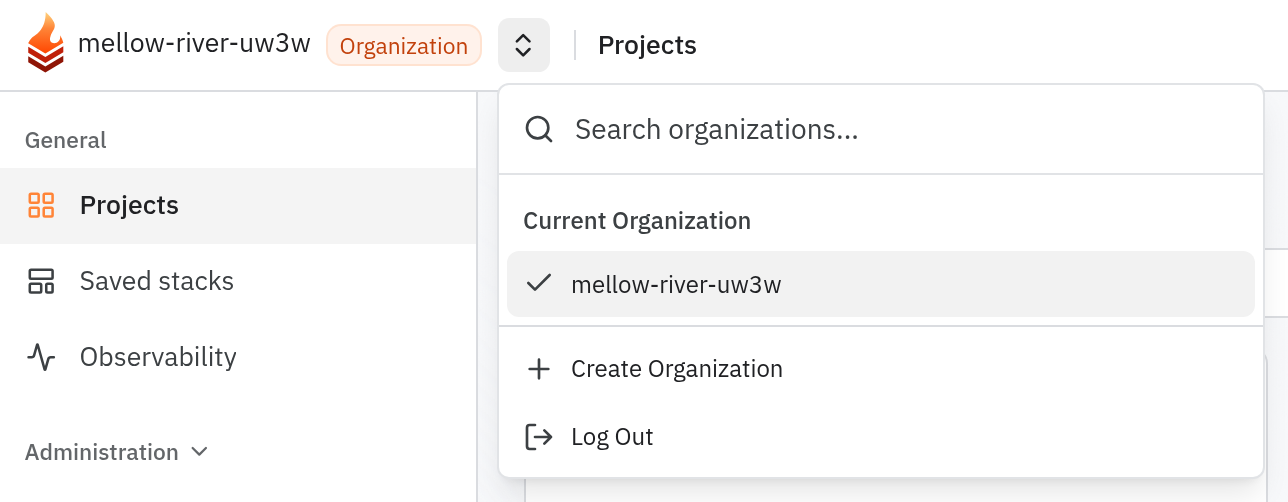 mellow-river-uw3w Organization Projects
General
Projects
Saved stacks
Observability
Administration
Search organizations...
Current Organization
mellow-river-uw3w
Create Organization
Log Out